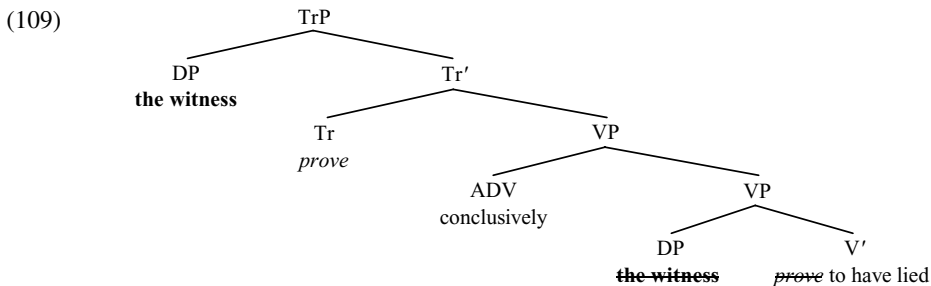 (109)
TrP
DP
Tr′
the witness
Tr
VP
prove
ADV
VP
conclusively
DP
V′
the witness prove to have lied